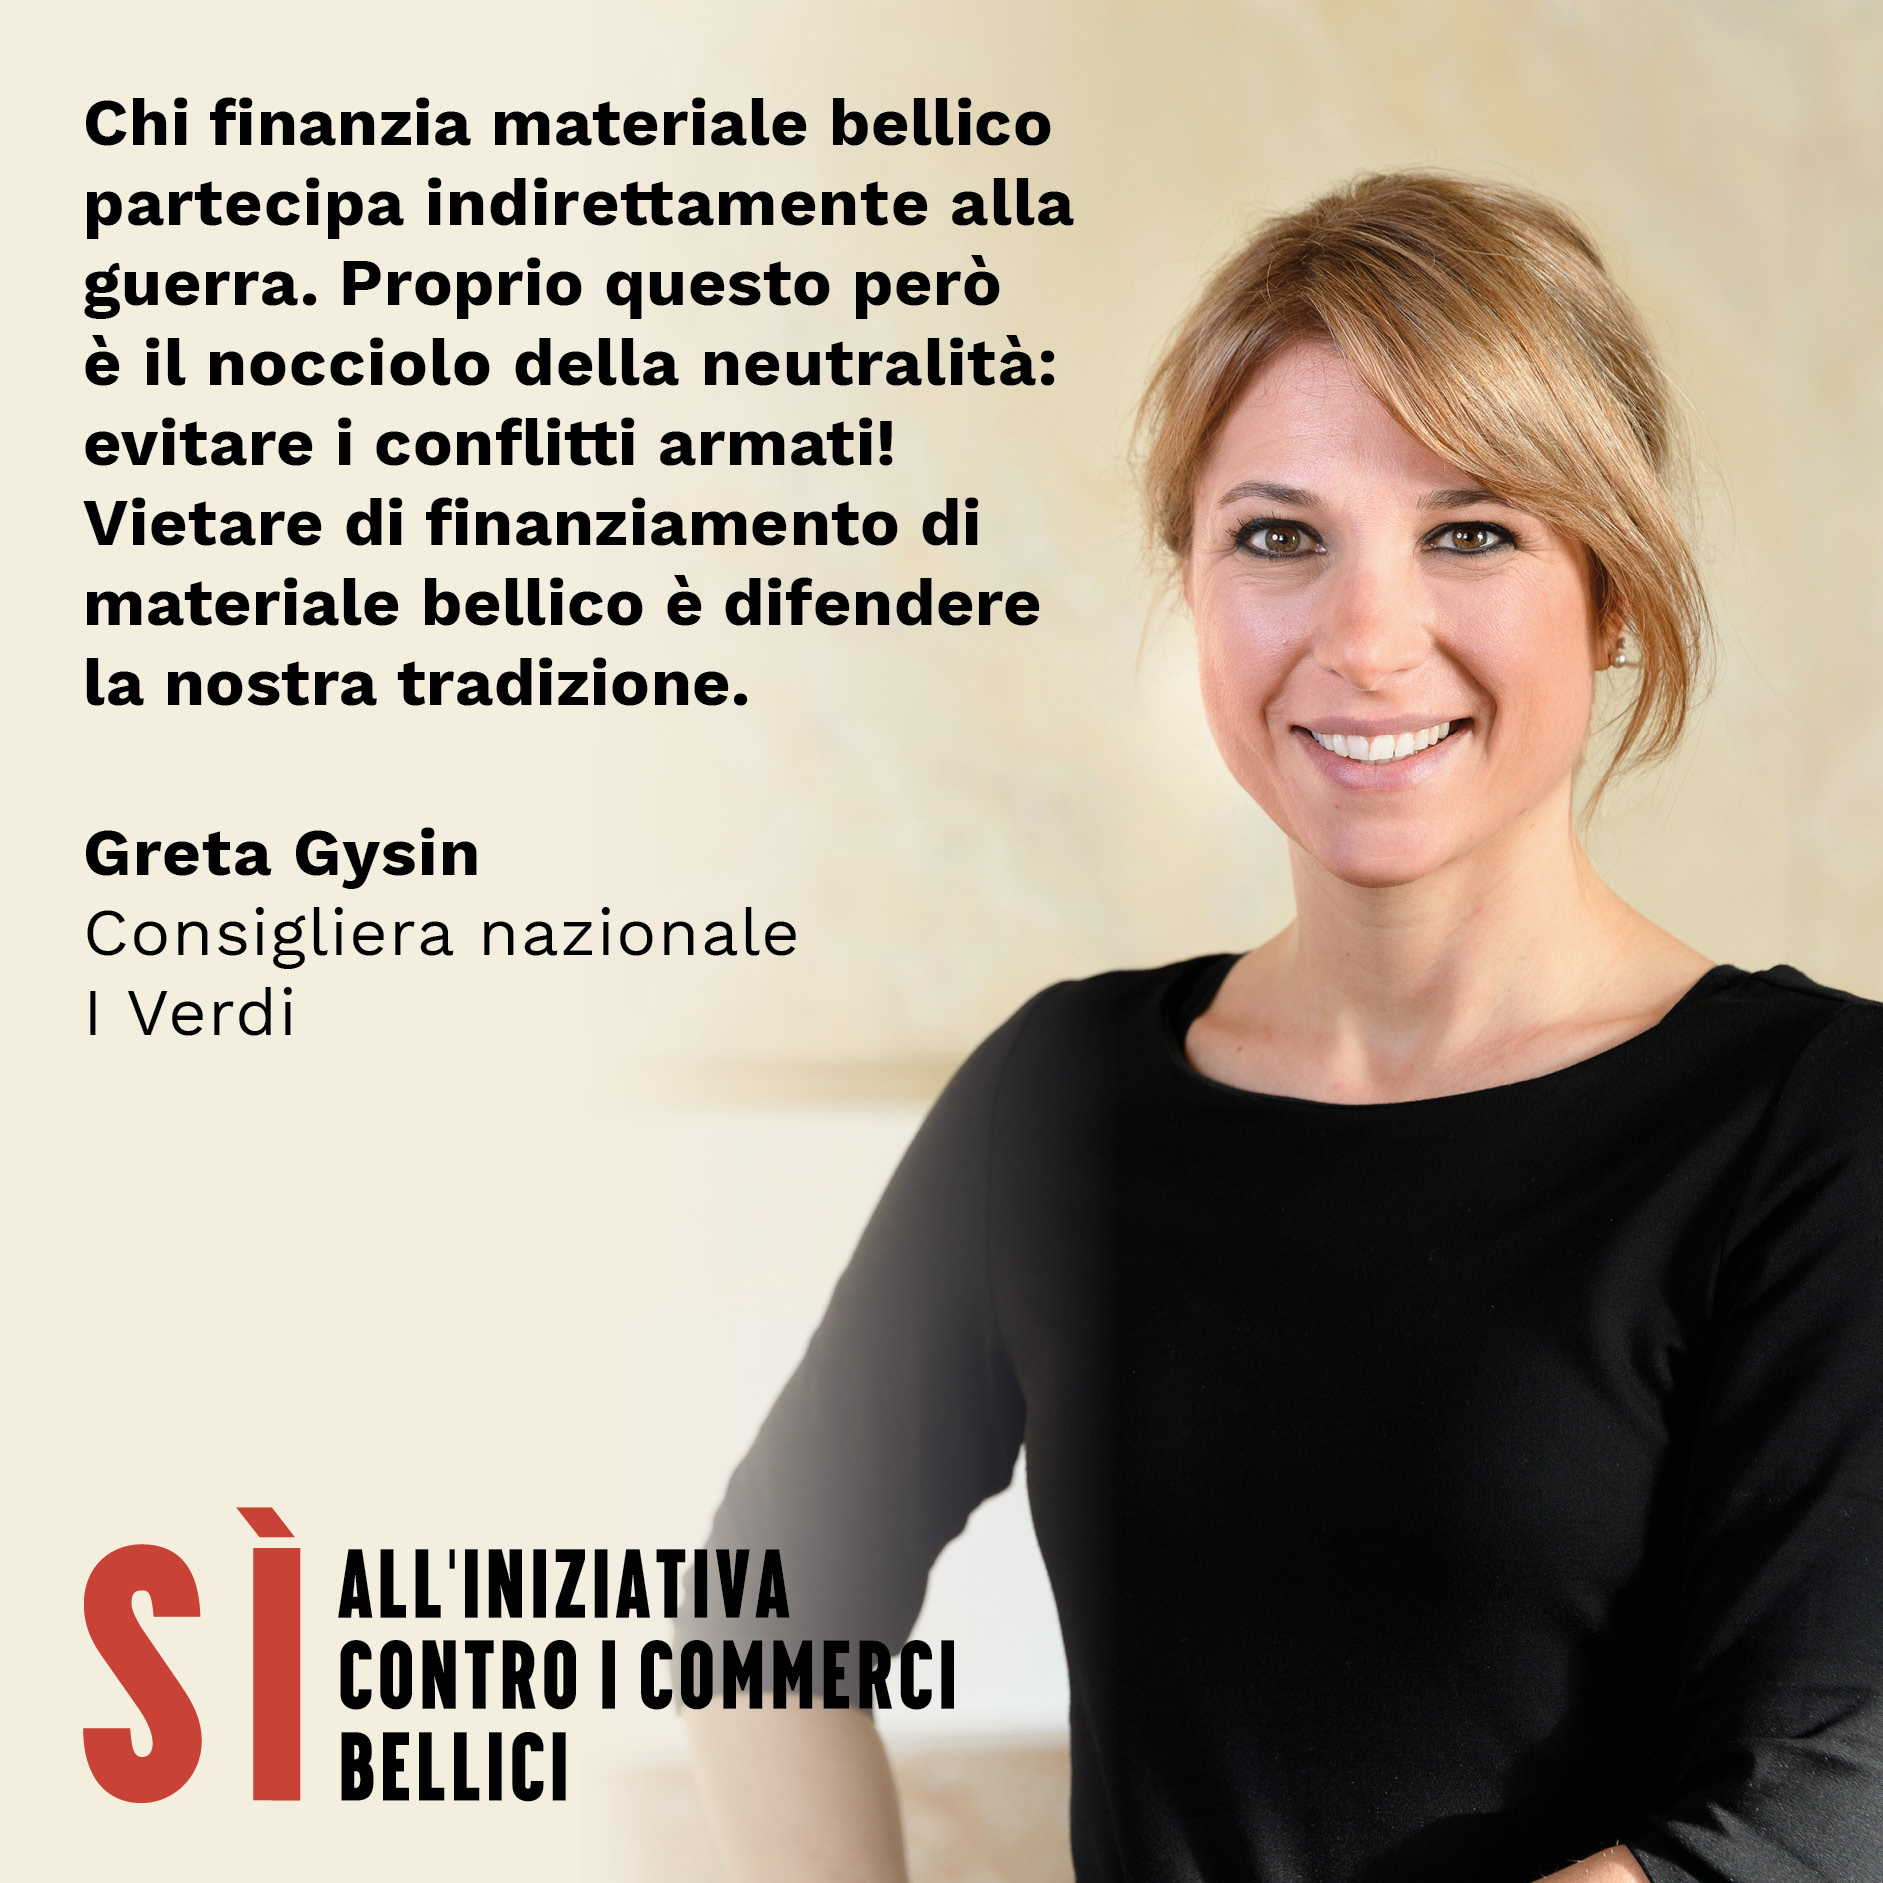 Chi finanzia materiale bellico
partecipa indirettamente alla
guerra. Proprio questo però
è il nocciolo della neutralità:
evitare i conflitti armati!
Vietare di finanziamento di
materiale bellico è difendere
la nostra tradizione.
Greta Gysin
Consigliera nazionale
I Verdi
SÌ ALL'INIZIATIVA
CONTRO I COMMERCI
BELLICI